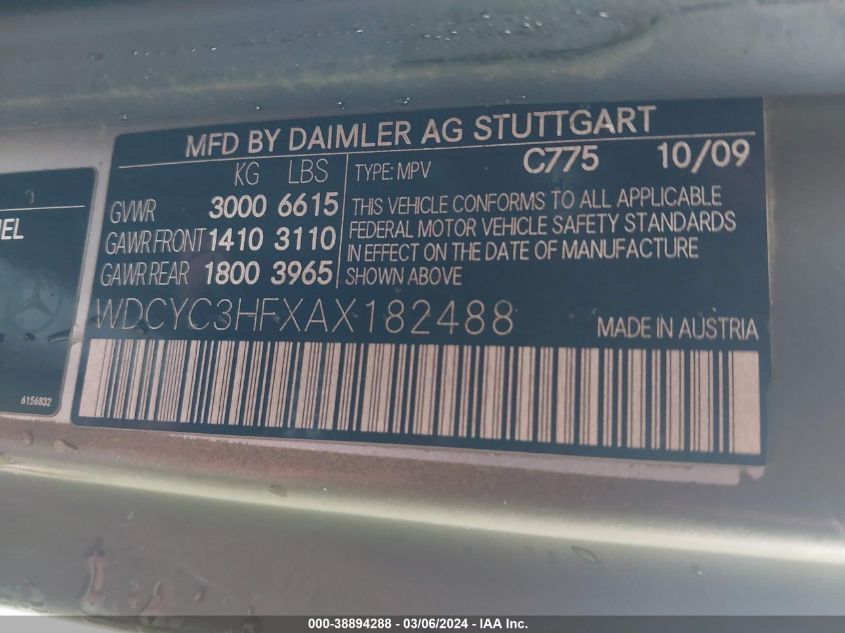 MFD BY DAIMLER AG STUTTGART
KG LBS
GVWR 3000 6615
GAWR FRONT 1410 3110
GAWR REAR 1800 3965
TYPE: MPV C775 10/09
THIS VEHICLE CONFORMS TO ALL APPLICABLE
FEDERAL MOTOR VEHICLE SAFETY STANDARDS
IN EFFECT ON THE DATE OF MANUFACTURE
SHOWN ABOVE
WDCYC3HFXAX182488 MADE IN AUSTRIA
6156832
000-38894288 - 03/06/2024 - IAA Inc.